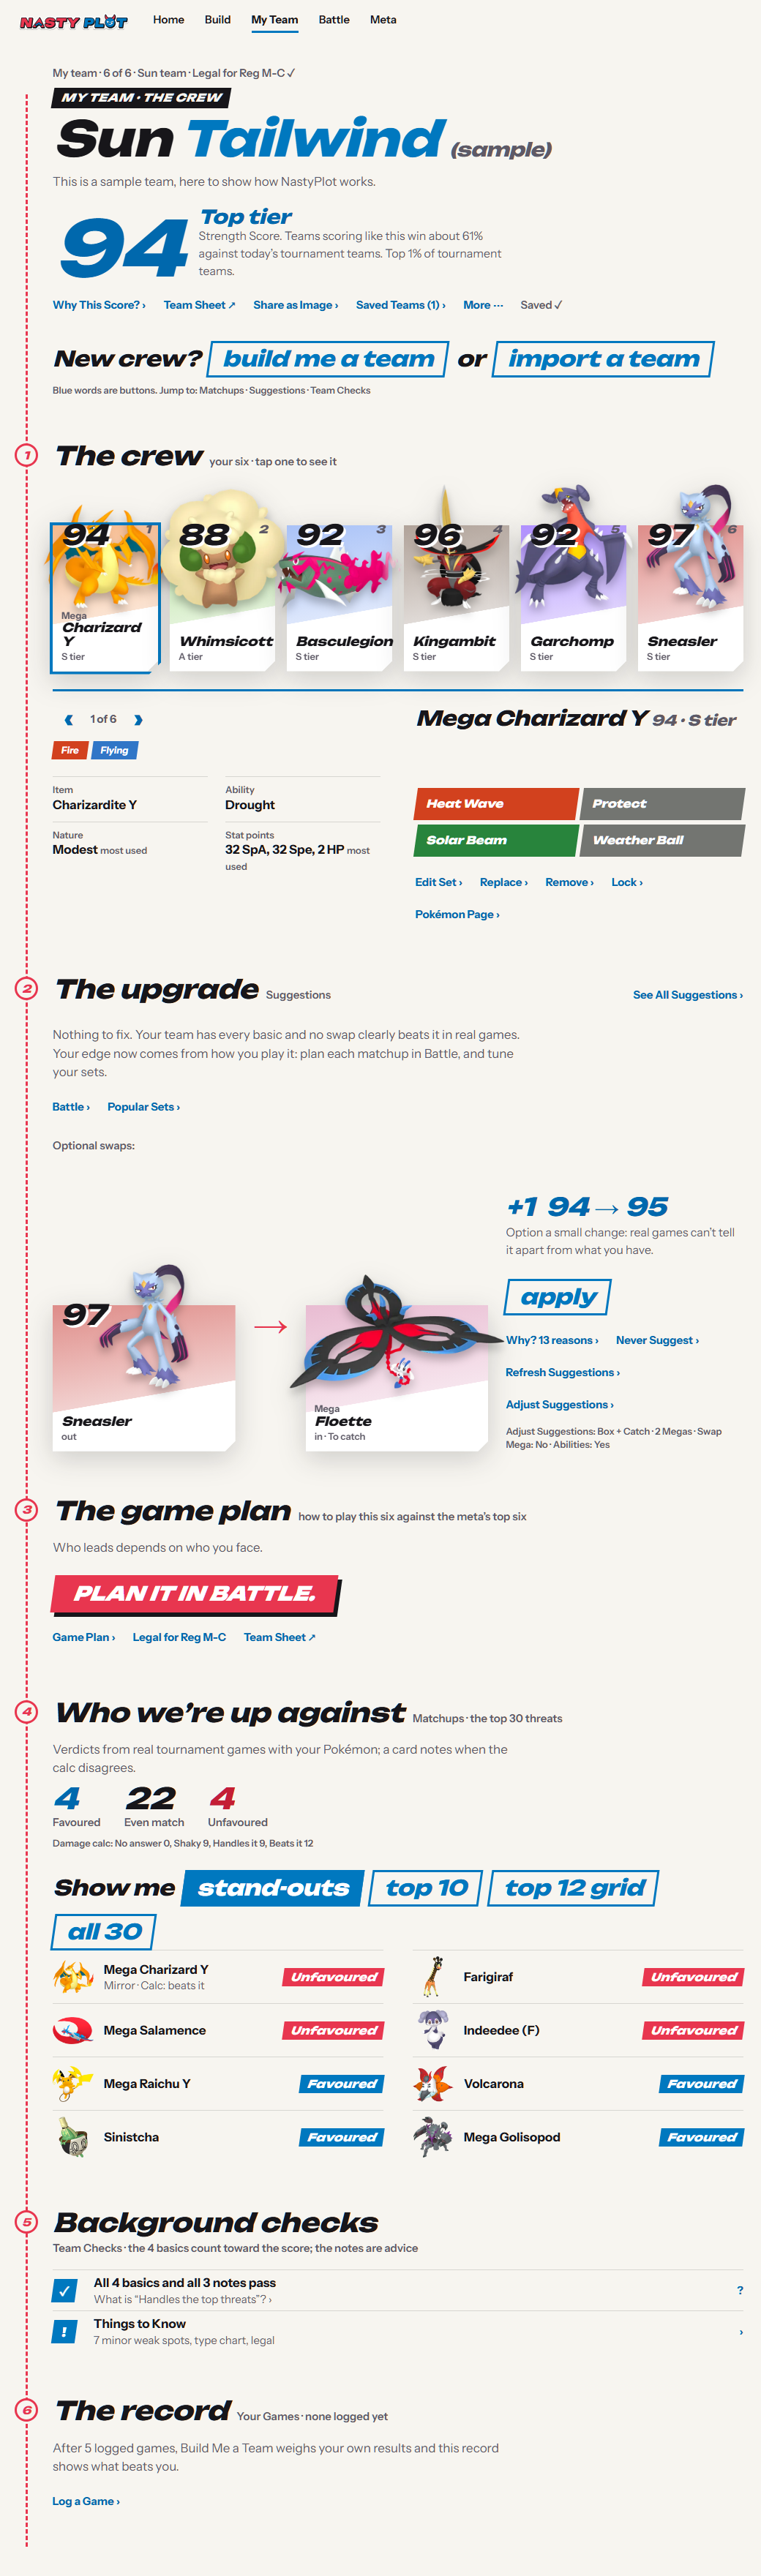 NASTY PLOT
Home Build My Team Battle Meta
My team · 6 of 6 · Sun team · Legal for Reg M-C ✓
MY TEAM · THE CREW
Sun Tailwind (sample)
This is a sample team, here to show how NastyPlot works.
94
Top tier
Strength Score. Teams scoring like this win about 61%
against today’s tournament teams. Top 1% of tournament
teams.
Why This Score? › Team Sheet ↗ Share as Image › Saved Teams (1) › More ··· Saved ✓
New crew? build me a team or import a team
Blue words are buttons. Jump to: Matchups · Suggestions · Team Checks
1
The crew your six · tap one to see it
94 1
Mega
Charizard
Y
S tier
88 2
Whimsicott
A tier
92 3
Basculegion
S tier
96 4
Kingambit
S tier
92 5
Garchomp
S tier
97 6
Sneasler
S tier
‹ 1 of 6 ›
Mega Charizard Y 94 · S tier
Fire Flying
Item
Charizardite Y
Ability
Drought
Nature
Modest most used
Stat points
32 SpA, 32 Spe, 2 HP most
used
Heat Wave Protect
Solar Beam Weather Ball
Edit Set › Replace › Remove › Lock ›
Pokémon Page ›
2
The upgrade Suggestions See All Suggestions ›
Nothing to fix. Your team has every basic and no swap clearly beats it in real games.
Your edge now comes from how you play it: plan each matchup in Battle, and tune
your sets.
Battle › Popular Sets ›
Optional swaps:
97
Sneasler
out
→
Mega
Floette
in · To catch
+1 94 → 95
Option a small change: real games can’t tell
it apart from what you have.
apply
Why? 13 reasons › Never Suggest ›
Refresh Suggestions ›
Adjust Suggestions ›
Adjust Suggestions: Box + Catch · 2 Megas · Swap
Mega: No · Abilities: Yes
3
The game plan how to play this six against the meta’s top six
Who leads depends on who you face.
PLAN IT IN BATTLE.
Game Plan › Legal for Reg M-C Team Sheet ↗
4
Who we’re up against Matchups · the top 30 threats
Verdicts from real tournament games with your Pokémon; a card notes when the
calc disagrees.
4 22 4
Favoured Even match Unfavoured
Damage calc: No answer 0, Shaky 9, Handles it 9, Beats it 12
Show me stand-outs top 10 top 12 grid
all 30
Mega Charizard Y
Mirror · Calc: beats it
Unfavoured
Farigiraf Unfavoured
Mega Salamence Unfavoured
Indeedee (F) Unfavoured
Mega Raichu Y Favoured
Volcarona Favoured
Sinistcha Favoured
Mega Golisopod Favoured
5
Background checks
Team Checks · the 4 basics count toward the score; the notes are advice
✓ All 4 basics and all 3 notes pass ?
What is “Handles the top threats”? ›
! Things to Know ›
7 minor weak spots, type chart, legal
6
The record Your Games · none logged yet
After 5 logged games, Build Me a Team weighs your own results and this record
shows what beats you.
Log a Game ›